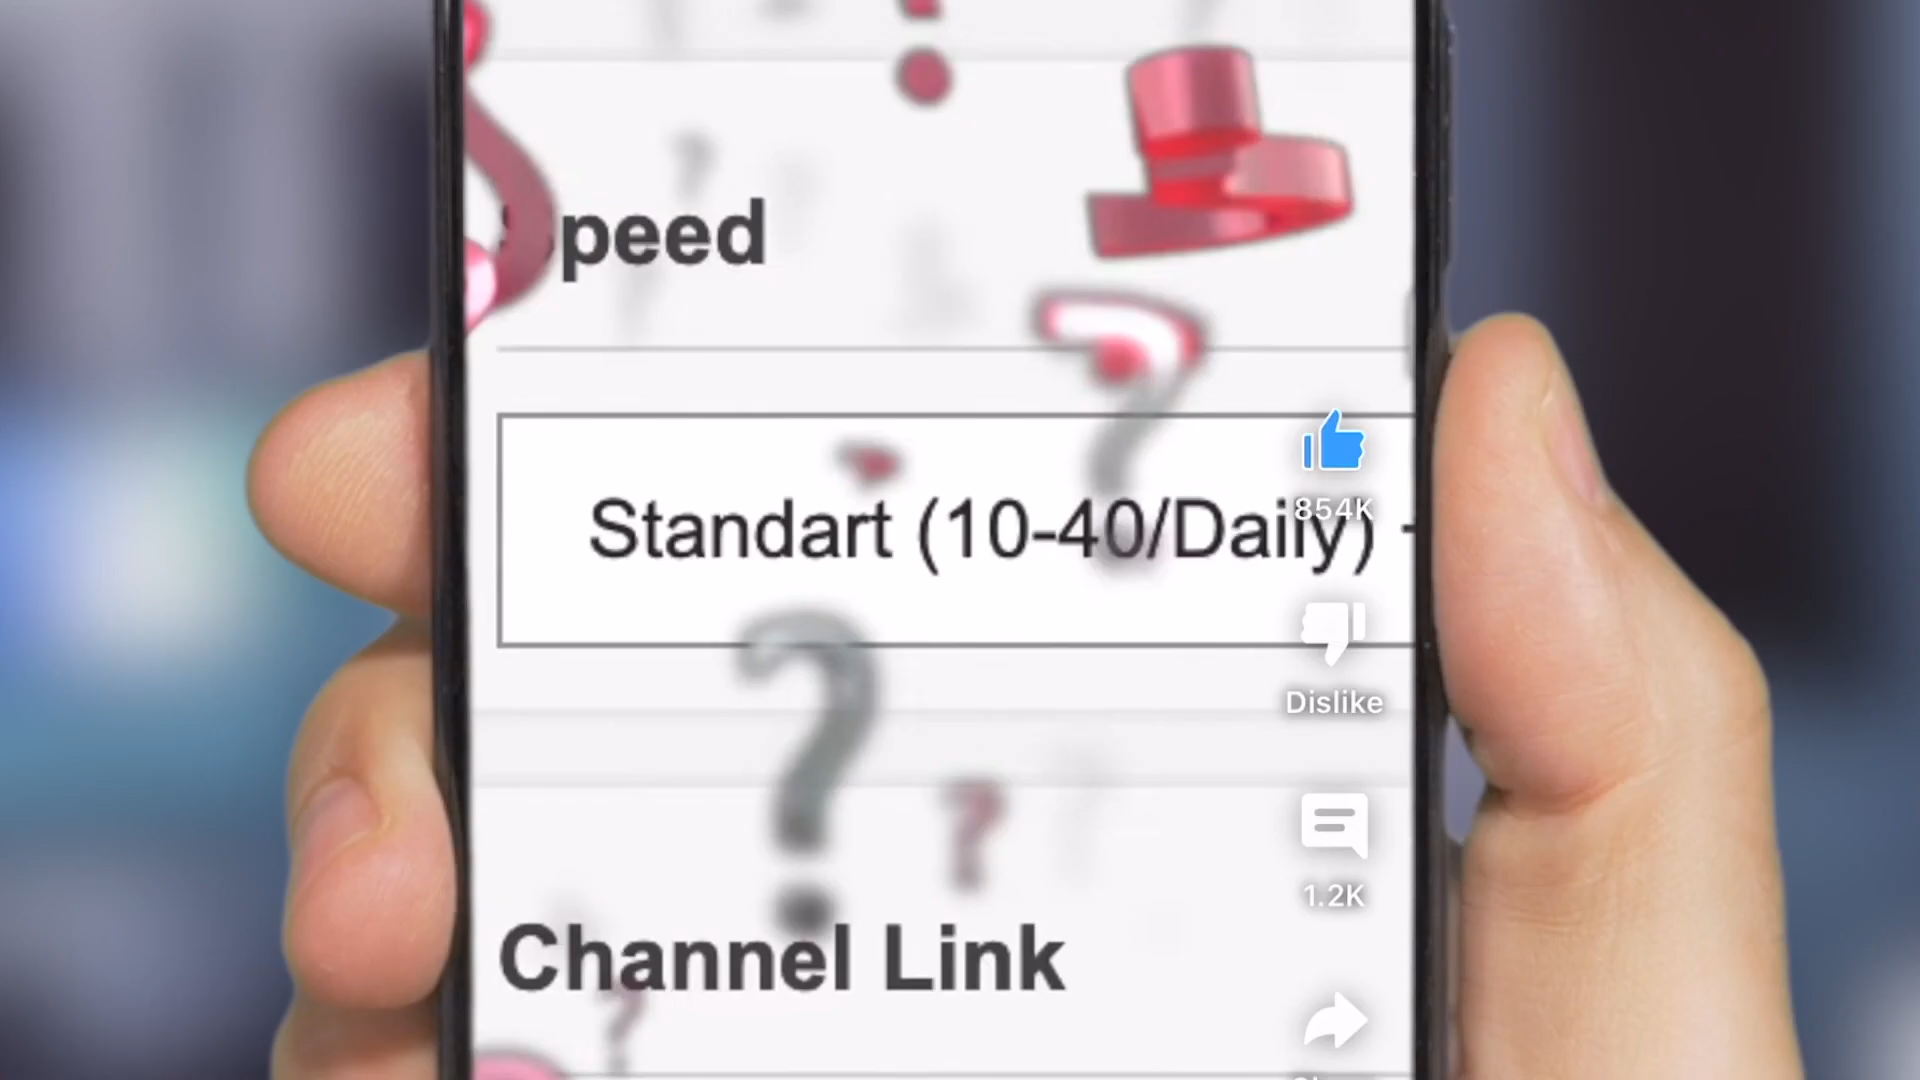 peed
Standart (10-40/Daily)
854K
Dislike
1.2K
Channel Link